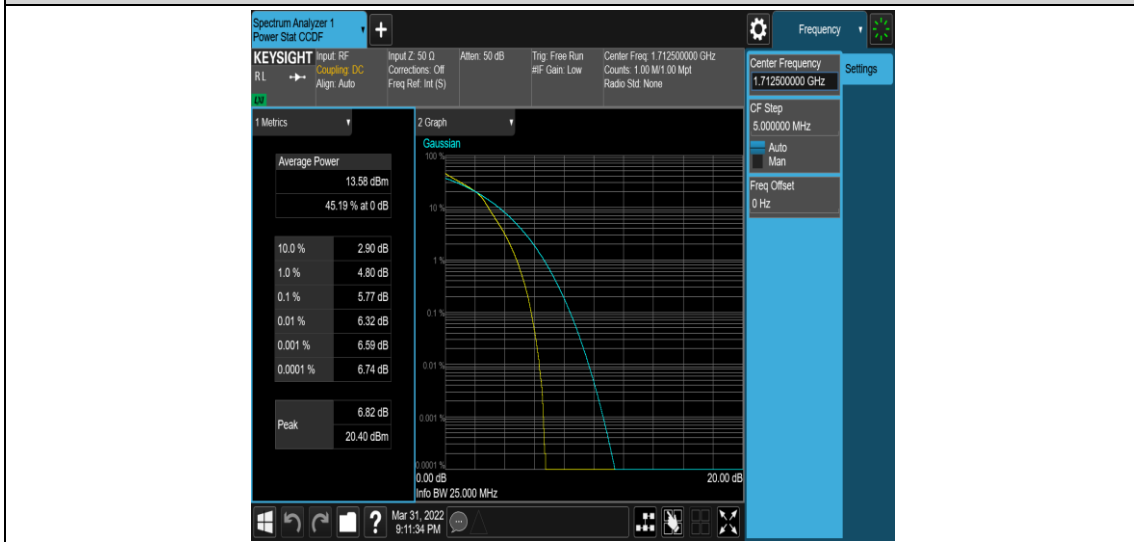 Spectrum Analyzer 1
Power Stat CCDF
+
Frequency
KEYSIGHT
RL
LNI
Input: RF
Coupling: DC
Align: Auto
Input Z: 50 Ω
Corrections: Off
Freq Ref: Int (S)
Atten: 50 dB
Trig: Free Run
#IF Gain: Low
Center Freq: 1.712500000 GHz
Counts: 1.00 M/1.00 Mpt
Radio Std: None
Center Frequency
1.712500000 GHz
Settings
CF Step
5.000000 MHz
Auto
Man
Freq Offset
0 Hz
1 Metrics
Average Power
13.58 dBm
45.19 % at 0 dB
10.0 % 2.90 dB
1.0 % 4.80 dB
0.1 % 5.77 dB
0.01 % 6.32 dB
0.001 % 6.59 dB
0.0001 % 6.74 dB
Peak
6.82 dB
20.40 dBm
2 Graph
Gaussian
100 %
10 %
1 %
0.1 %
0.01 %
0.001 %
0.0001 %
0.00 dB 20.00 dB
Info BW 25.000 MHz
?
Mar 31, 2022
9:11:34 PM